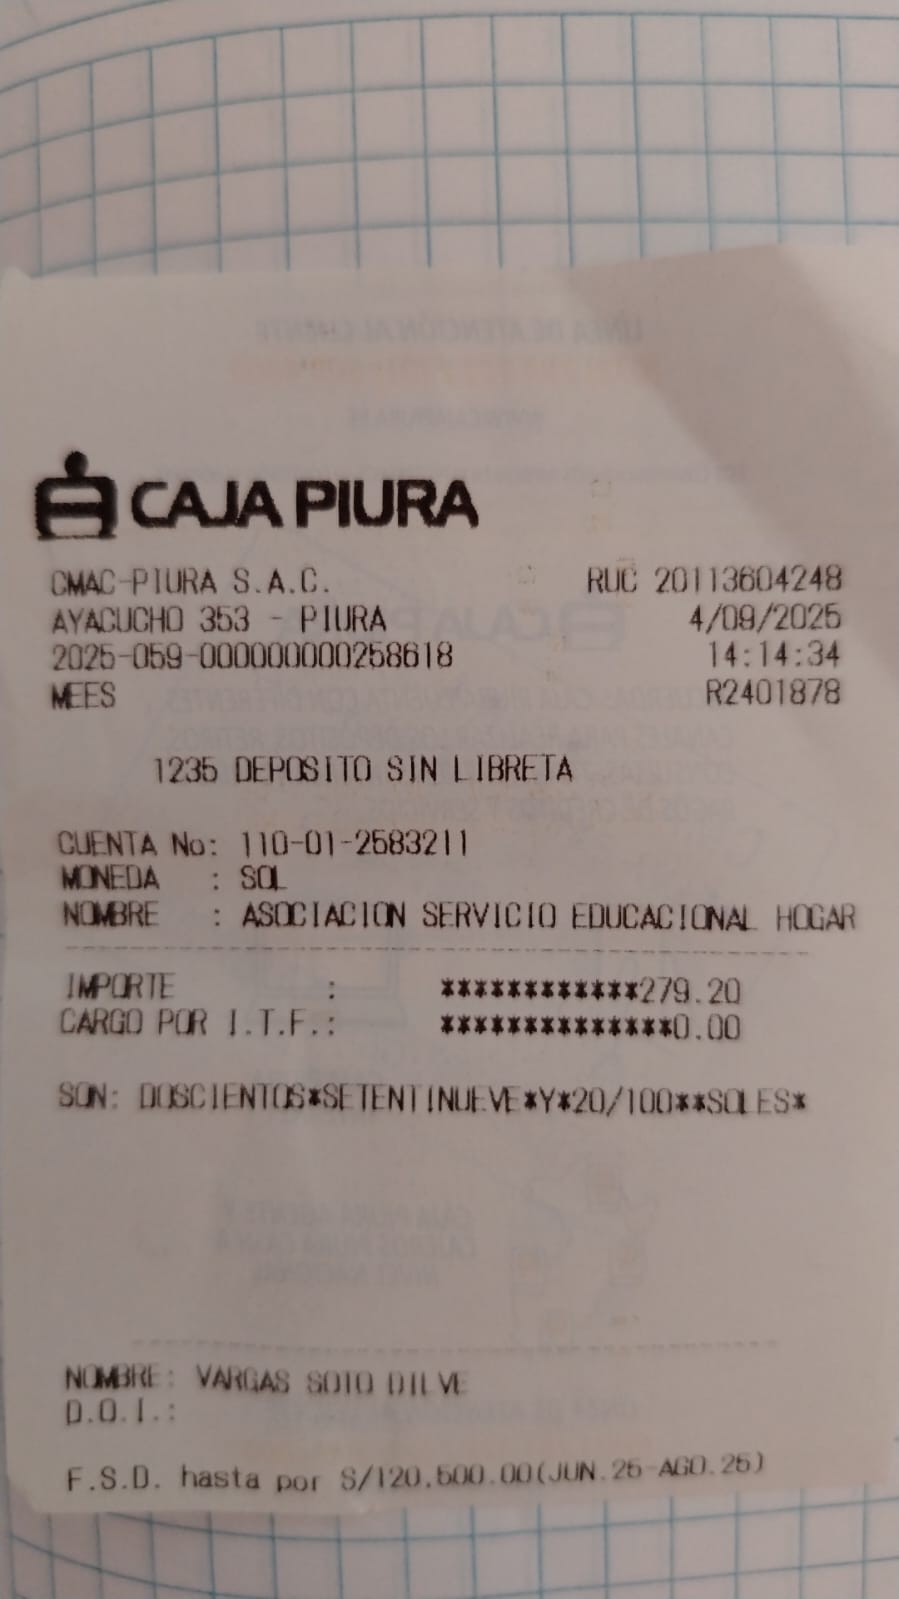 CAJA PIURA
CMAC-PIURA S.A.C. RUC 20113604248
AYACUCHO 353 - PIURA 4/09/2025
2025-059-000000000258618 14:14:34
MEES R2401878
1235 DEPOSITO SIN LIBRETA
CUENTA No: 110-01-2583211
MONEDA : SOL
NOMBRE : ASOCIACION SERVICIO EDUCACIONAL HOGAR
IMPORTE : ************279.20
CARGO POR I.T.F.: **************0.00
SON: DOSCIENTOS*SETENTINUEVE*Y*20/100**SOLES*
NOMBRE: VARGAS SOTO DILVE
D.O.I.:
F.S.D. hasta por S/120,500.00(JUN.25-AGO.25)